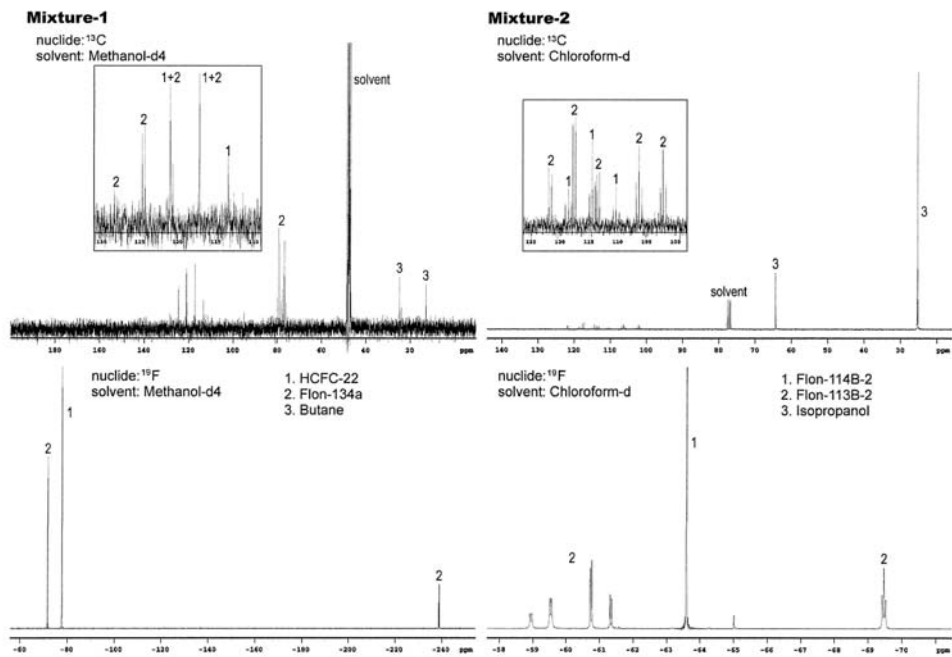 Mixture-1
nuclide: ¹³C
solvent: Methanol-d4
1+2
1+2
2
2
1
solvent
2
3
3
180 160 140 120 100 80 60 40 20 ppm
Mixture-2
nuclide: ¹³C
solvent: Chloroform-d
2
1
2
2
2
2
1
1
3
3
solvent
140 130 120 110 100 90 80 70 60 50 40 30 20 ppm
nuclide: ¹⁹F
solvent: Methanol-d4
1. HCFC-22
2. Flon-134a
3. Butane
1
2
2
-60 -80 -100 -120 -140 -160 -180 -200 -220 -240 ppm
nuclide: ¹⁹F
solvent: Chloroform-d
1. Flon-114B-2
2. Flon-113B-2
3. Isopropanol
1
2
2
-58 -59 -60 -61 -62 -63 -64 -65 -66 -67 -68 -69 -70 ppm